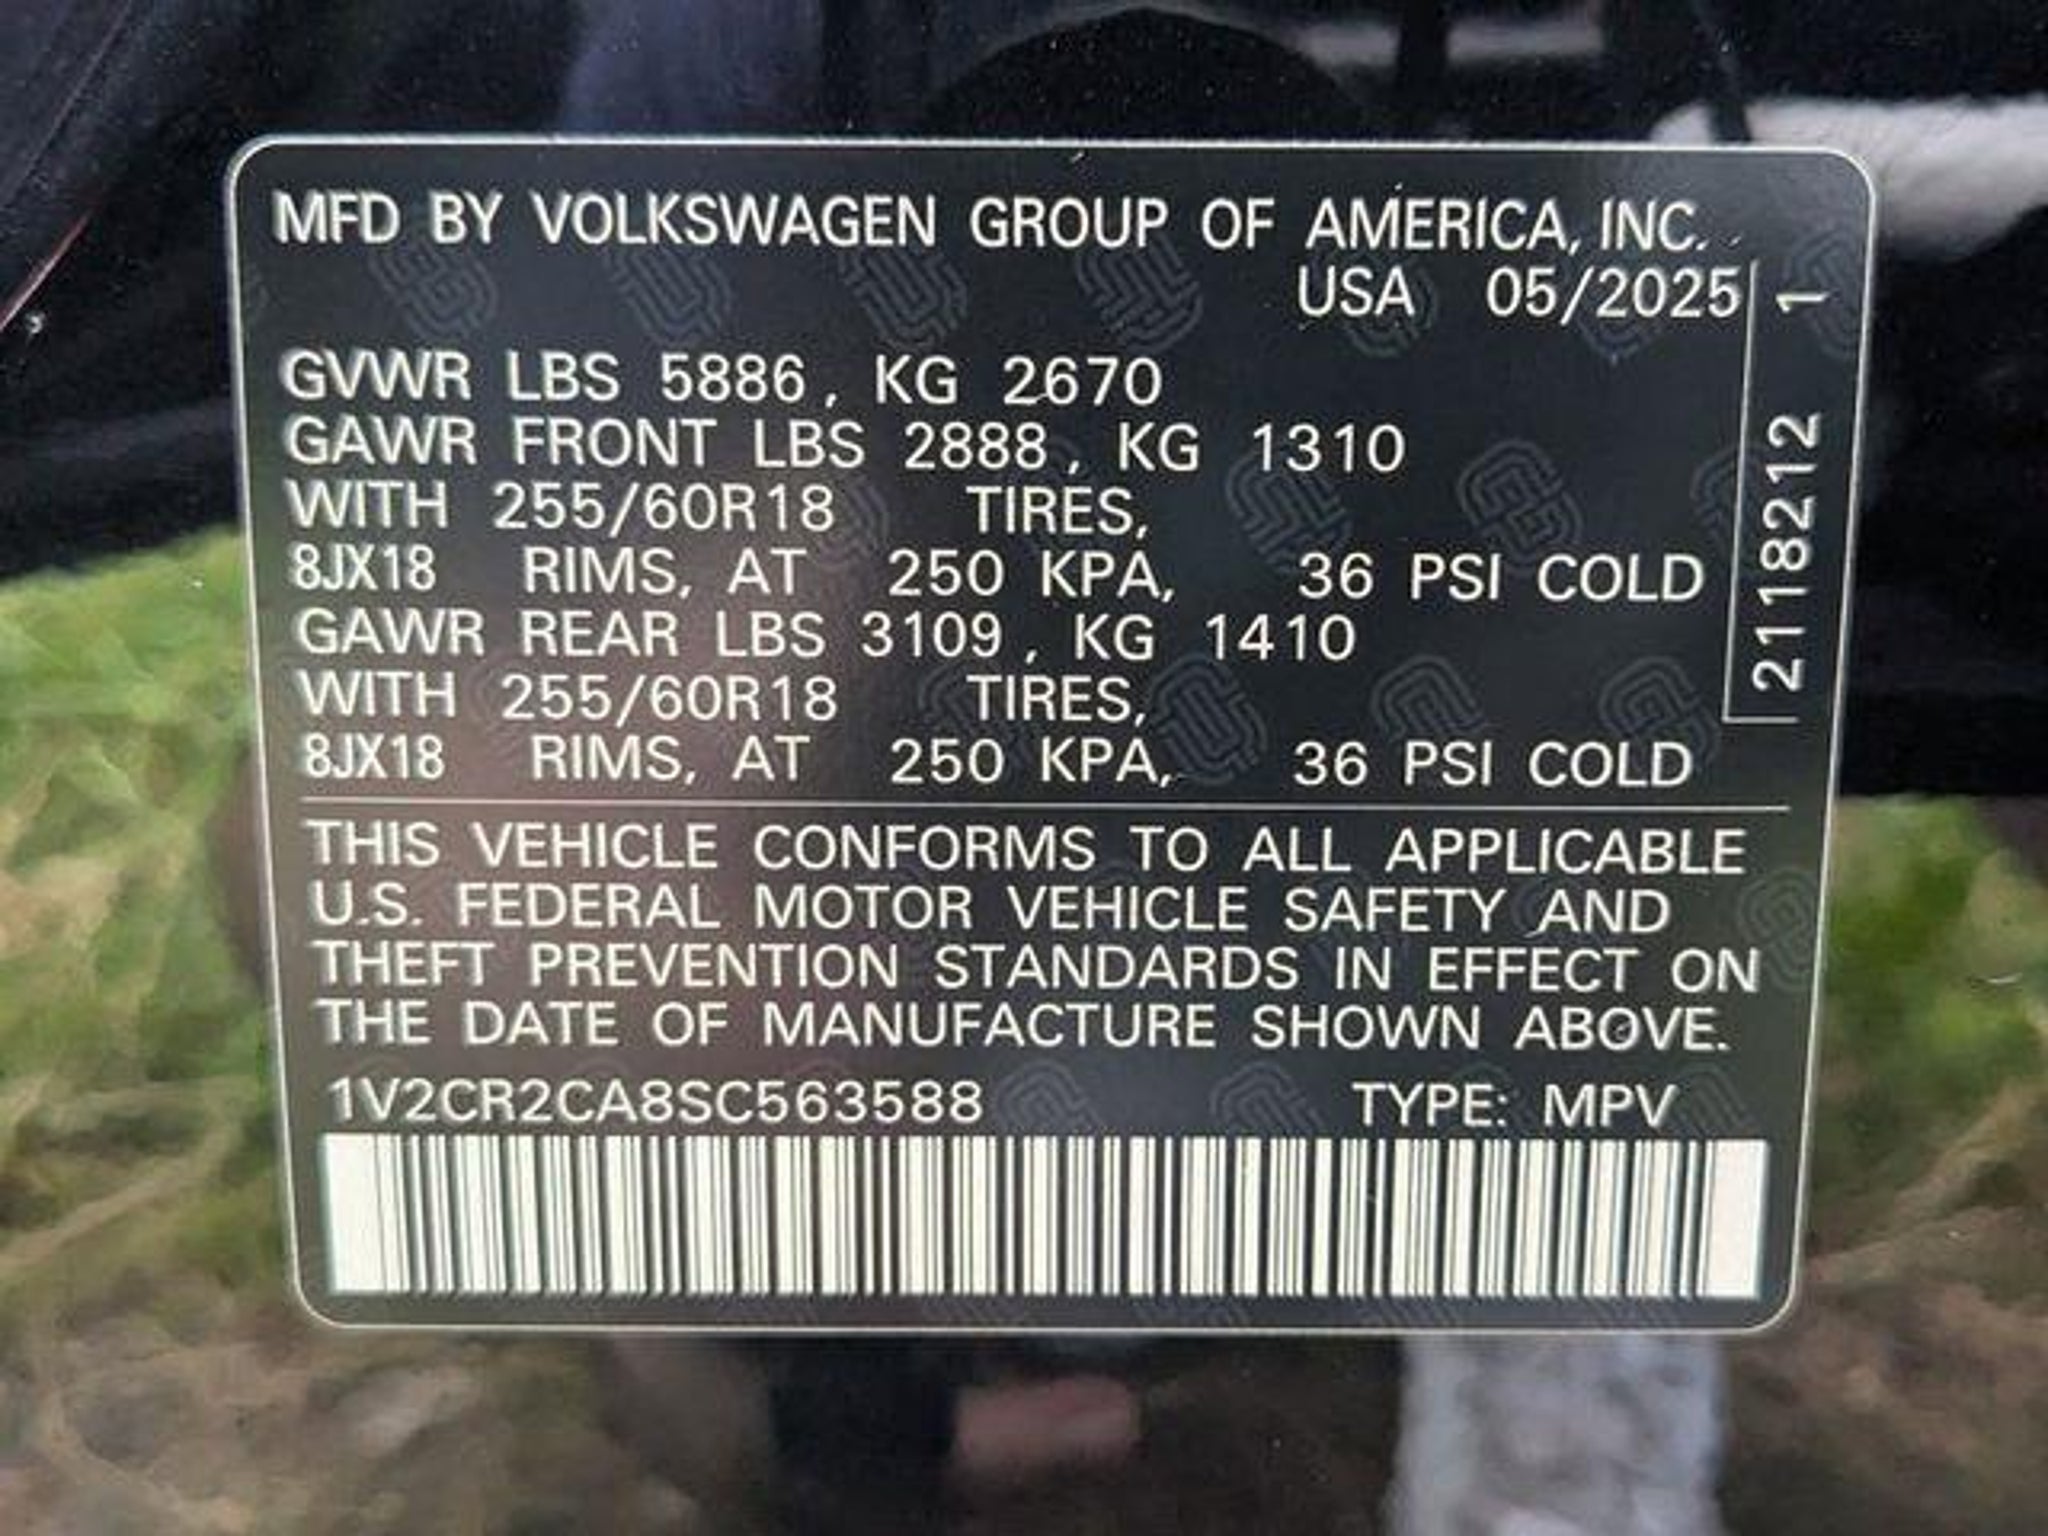 MFD BY VOLKSWAGEN GROUP OF AMERICA, INC.
USA 05/2025
GVWR LBS 5886, KG 2670
GAWR FRONT LBS 2888, KG 1310
WITH 255/60R18 TIRES,
8JX18 RIMS, AT 250 KPA, 36 PSI COLD
GAWR REAR LBS 3109, KG 1410
WITH 255/60R18 TIRES,
8JX18 RIMS, AT 250 KPA, 36 PSI COLD
2118212 1
THIS VEHICLE CONFORMS TO ALL APPLICABLE
U.S. FEDERAL MOTOR VEHICLE SAFETY AND
THEFT PREVENTION STANDARDS IN EFFECT ON
THE DATE OF MANUFACTURE SHOWN ABOVE.
1V2CR2CA8SC563588 TYPE: MPV